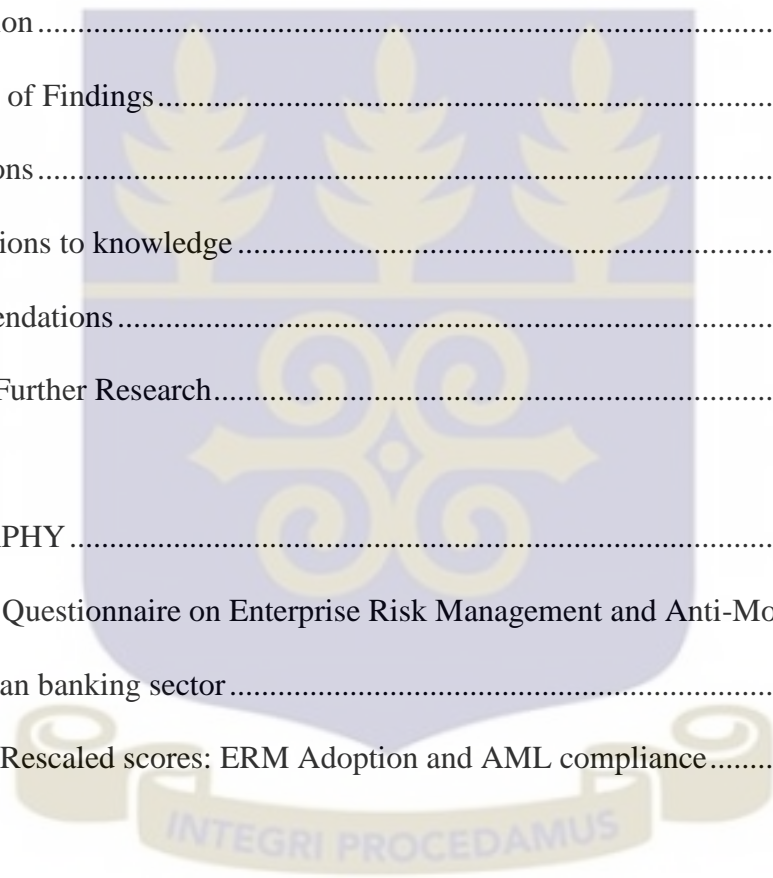 ion....................................................................................................
of Findings....................................................................................
ons....................................................................................................
ions to knowledge........................................................................
endations........................................................................................
Further Research...........................................................................
PHY..............................................................................................
Questionnaire on Enterprise Risk Management and Anti-Mo
an banking sector.........................................................................
Rescaled scores: ERM Adoption and AML compliance........
INTEGRI PROCEDAMUS